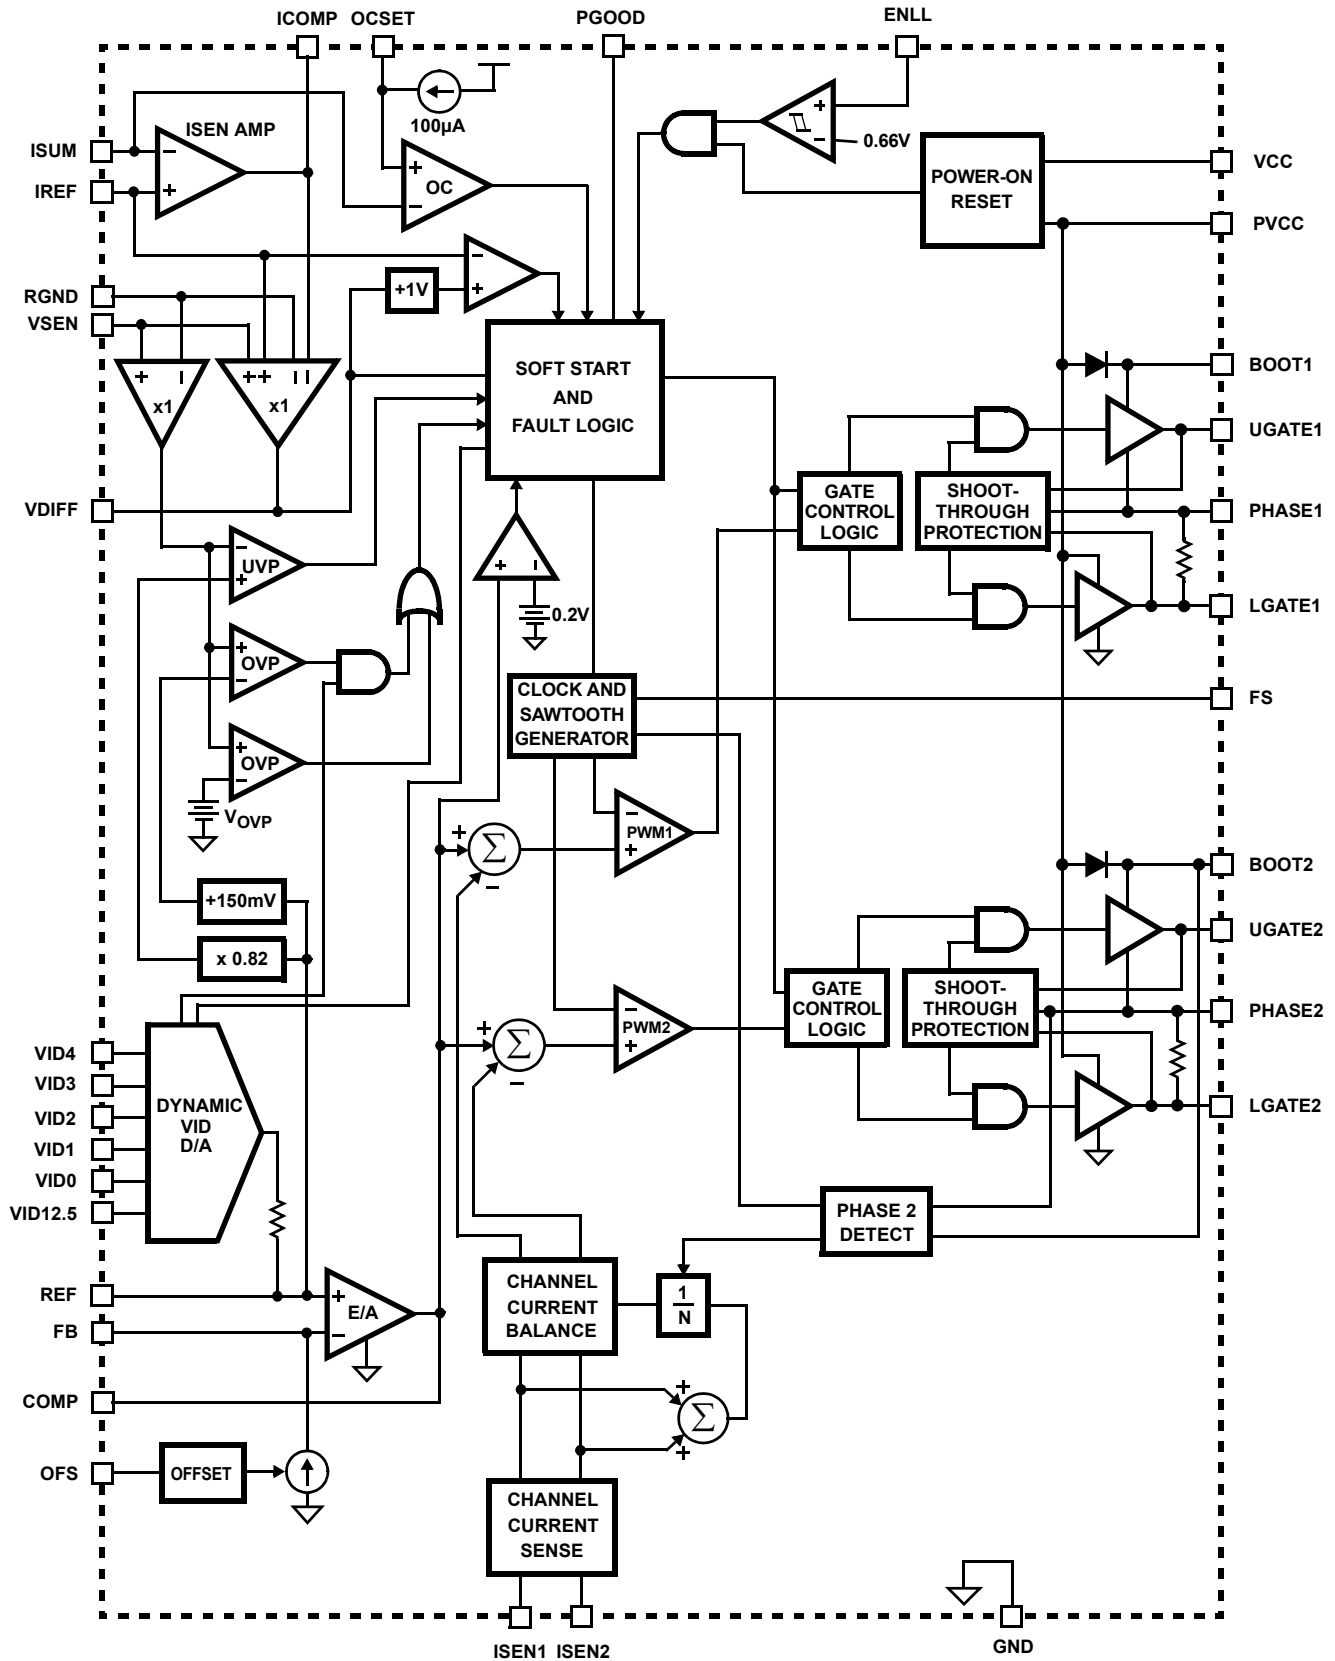 ICOMP OCSET PGOOD ENLL
ISEN AMP
100µA
ISUM
IREF
- + + - OC
+ - 0.66V
POWER-ON
RESET
VCC
PVCC
- +
+1V
RGND
VSEN
+ - x1
++ - - x1
SOFT START
AND
FAULT LOGIC
BOOT1
UGATE1
VDIFF
GATE
CONTROL
LOGIC
SHOOT-
THROUGH
PROTECTION
PHASE1
- + UVP
+ -
0.2V
LGATE1
+ - OVP
CLOCK AND
SAWTOOTH
GENERATOR
FS
+ - OVP
VOVP
+ Σ -
- + PWM1
BOOT2
+150mV
x 0.82
UGATE2
GATE
CONTROL
LOGIC
SHOOT-
THROUGH
PROTECTION
PHASE2
+ Σ -
- + PWM2
VID4
VID3
VID2
VID1
VID0
VID12.5
DYNAMIC
VID
D/A
LGATE2
PHASE 2
DETECT
REF
FB
+ - E/A
CHANNEL
CURRENT
BALANCE
1
N
COMP
+ Σ +
OFS
OFFSET
CHANNEL
CURRENT
SENSE
ISEN1 ISEN2
GND